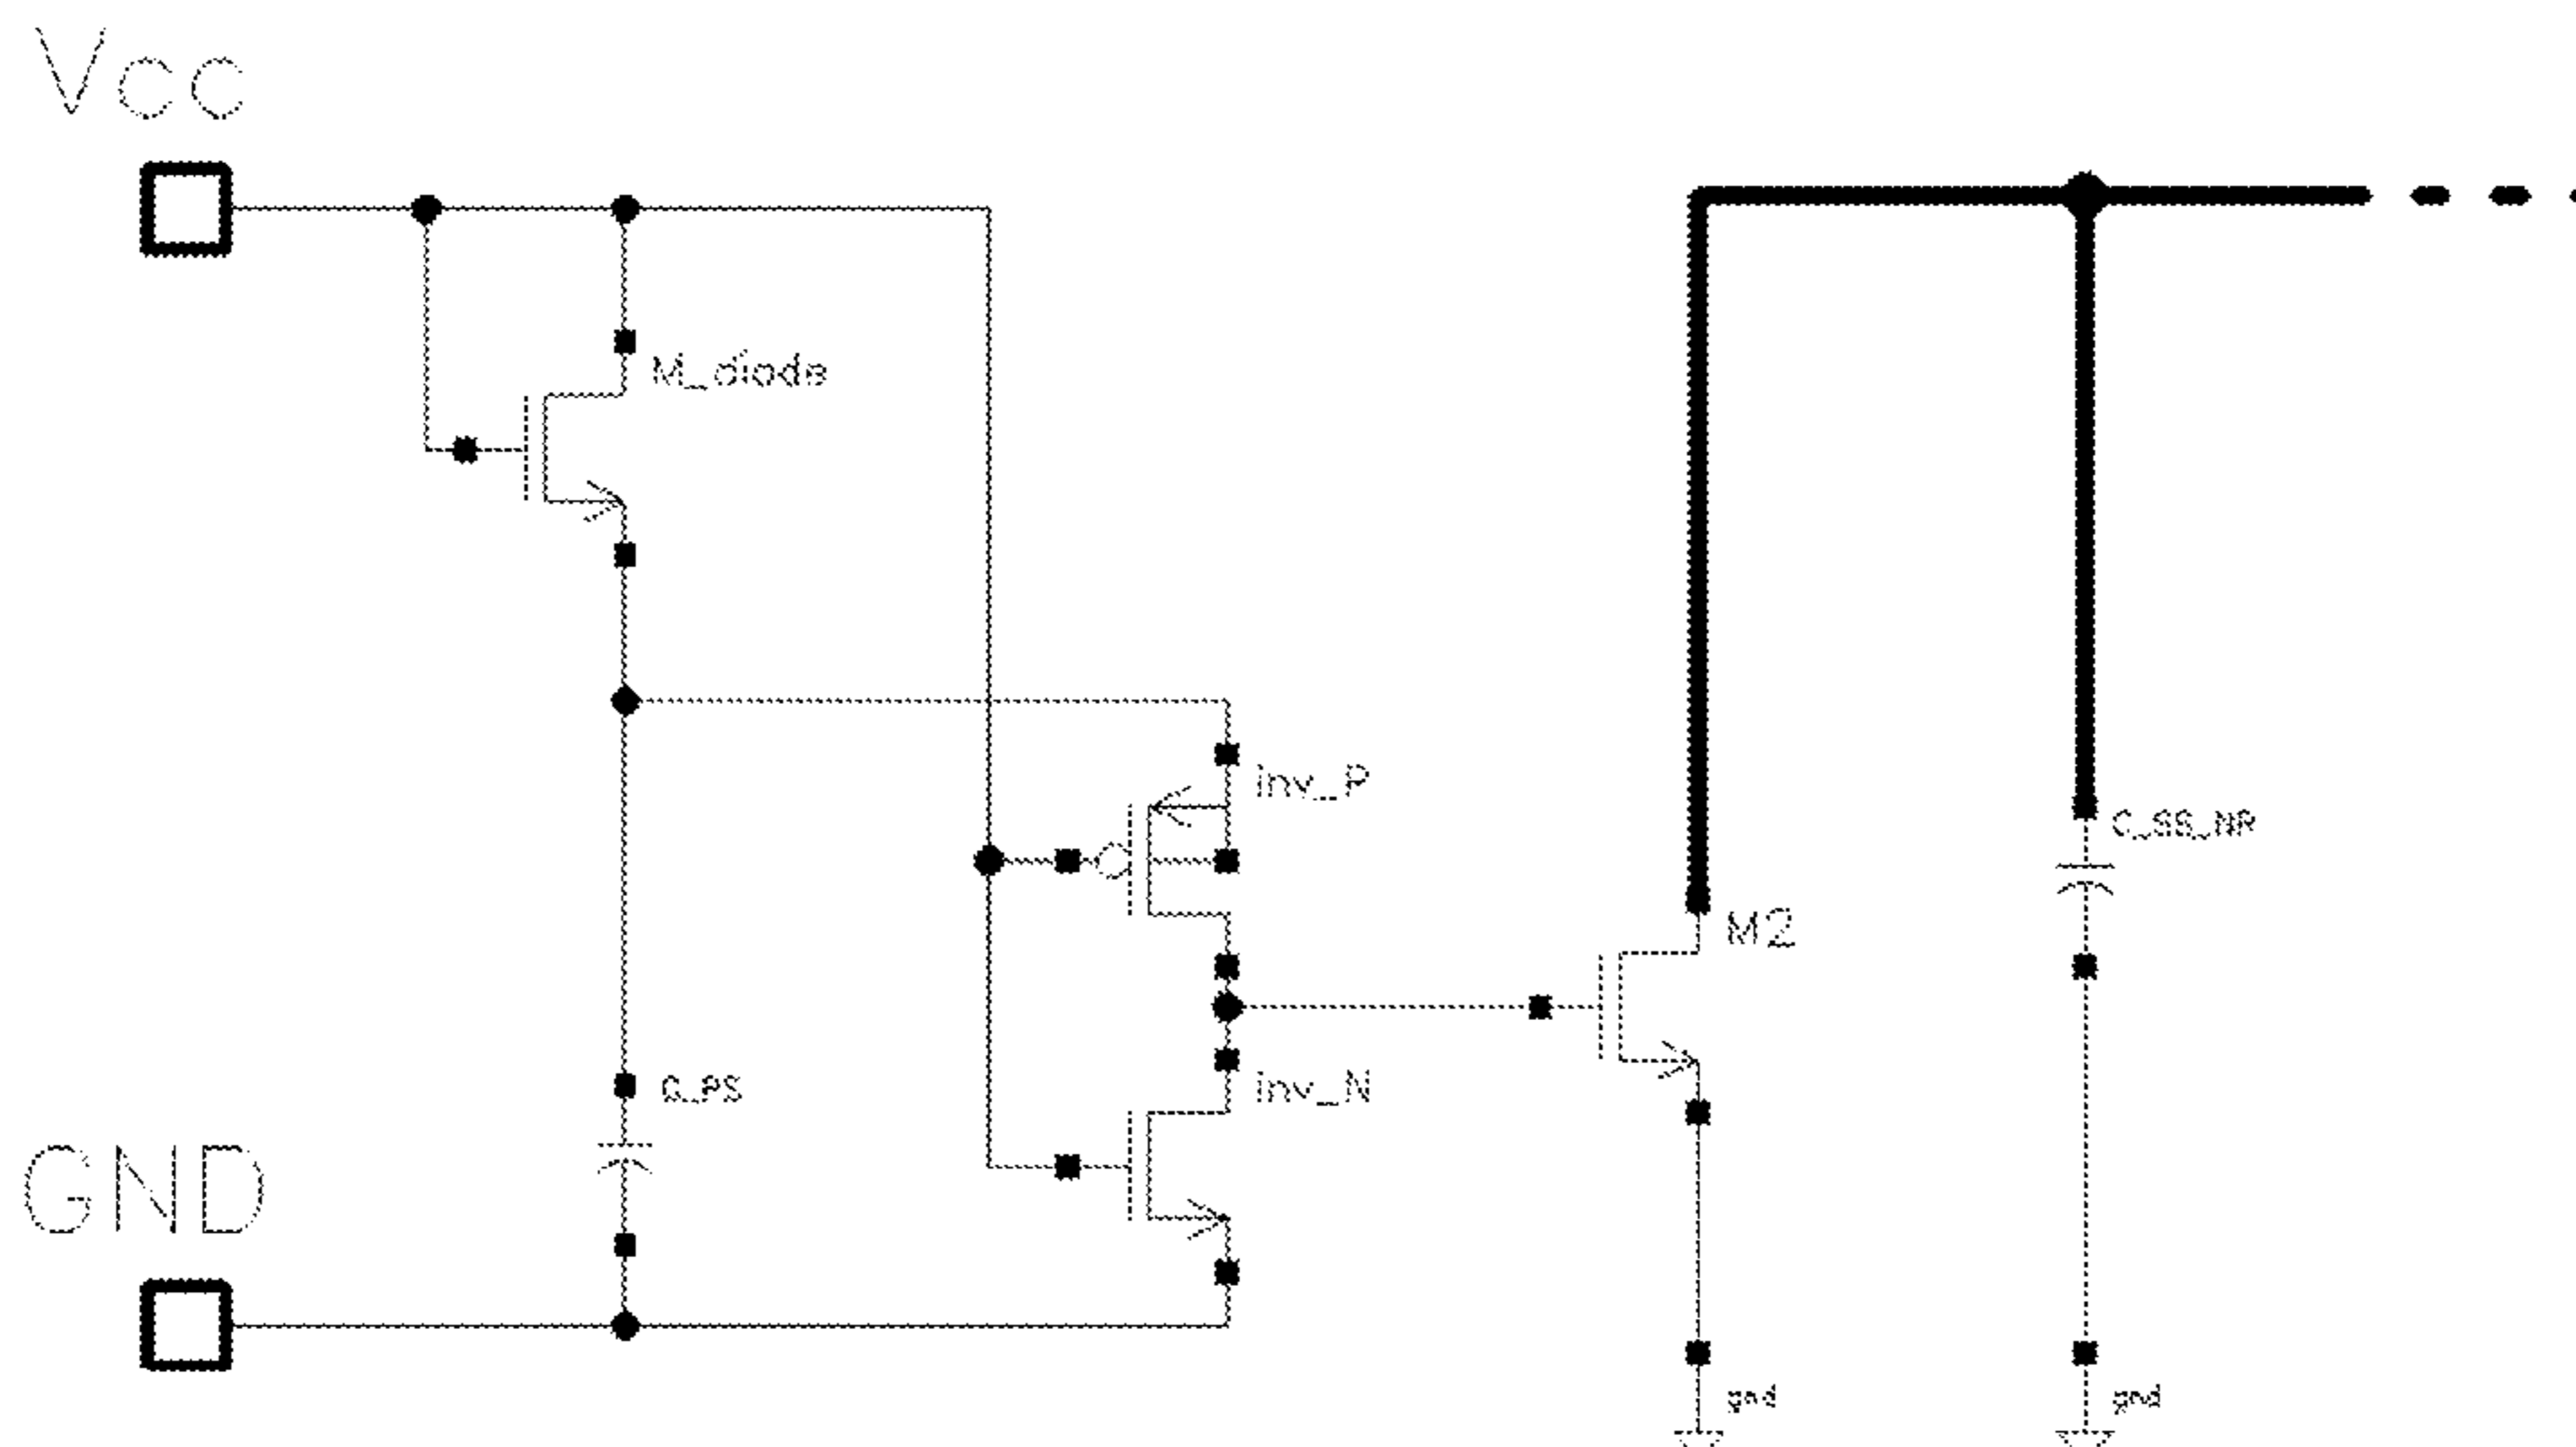 Vcc
M_diode
inv_P
C_SS_NR
M2
C_PS
inv_N
GND
gnd
gnd